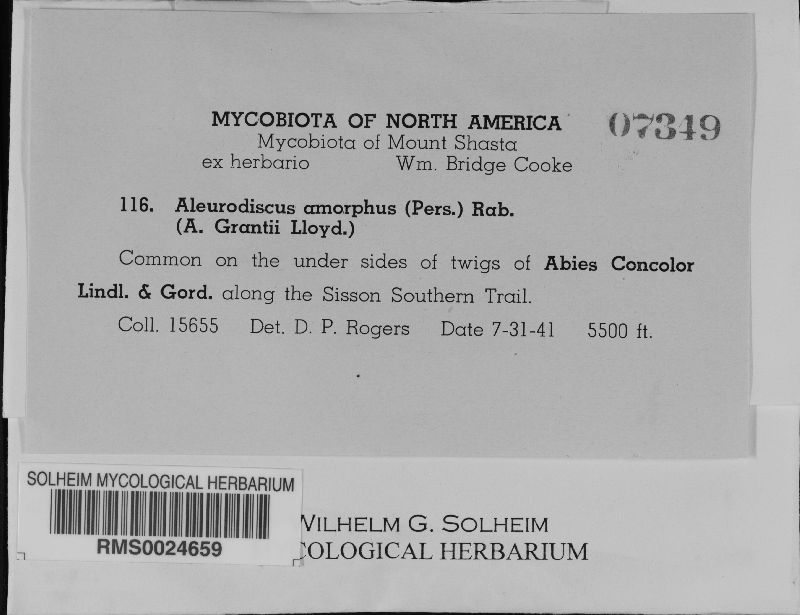 MYCOBIOTA OF NORTH AMERICA 07349
Mycobiota of Mount Shasta
ex herbario Wm. Bridge Cooke
116. Aleurodiscus amorphus (Pers.) Rab.
(A. Grantii Lloyd.)
Common on the under sides of twigs of Abies Concolor
Lindl. & Gord. along the Sisson Southern Trail.
Coll. 15655 Det. D. P. Rogers Date 7-31-41 5500 ft.
SOLHEIM MYCOLOGICAL HERBARIUM
RMS0024659
WILHELM G. SOLHEIM
COLOGICAL HERBARIUM